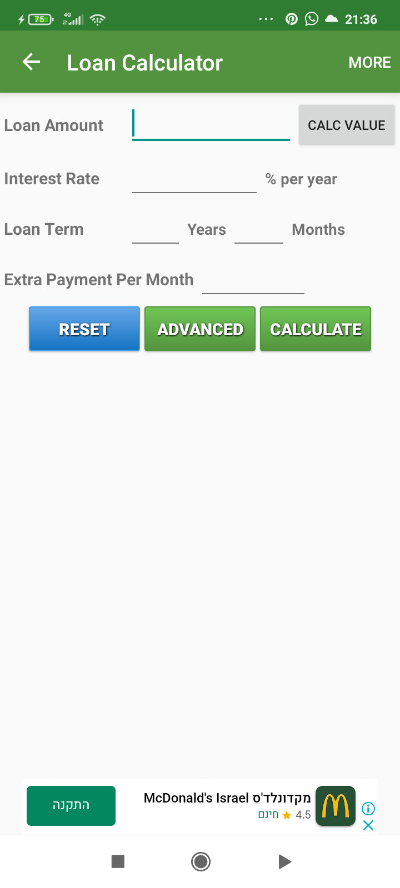 75 4G 21:36
Loan Calculator MORE
Loan Amount CALC VALUE
Interest Rate % per year
Loan Term Years Months
Extra Payment Per Month
RESET ADVANCED CALCULATE
התקנה
מקדונלד'ס McDonald's Israel
4.5 ★ חינם